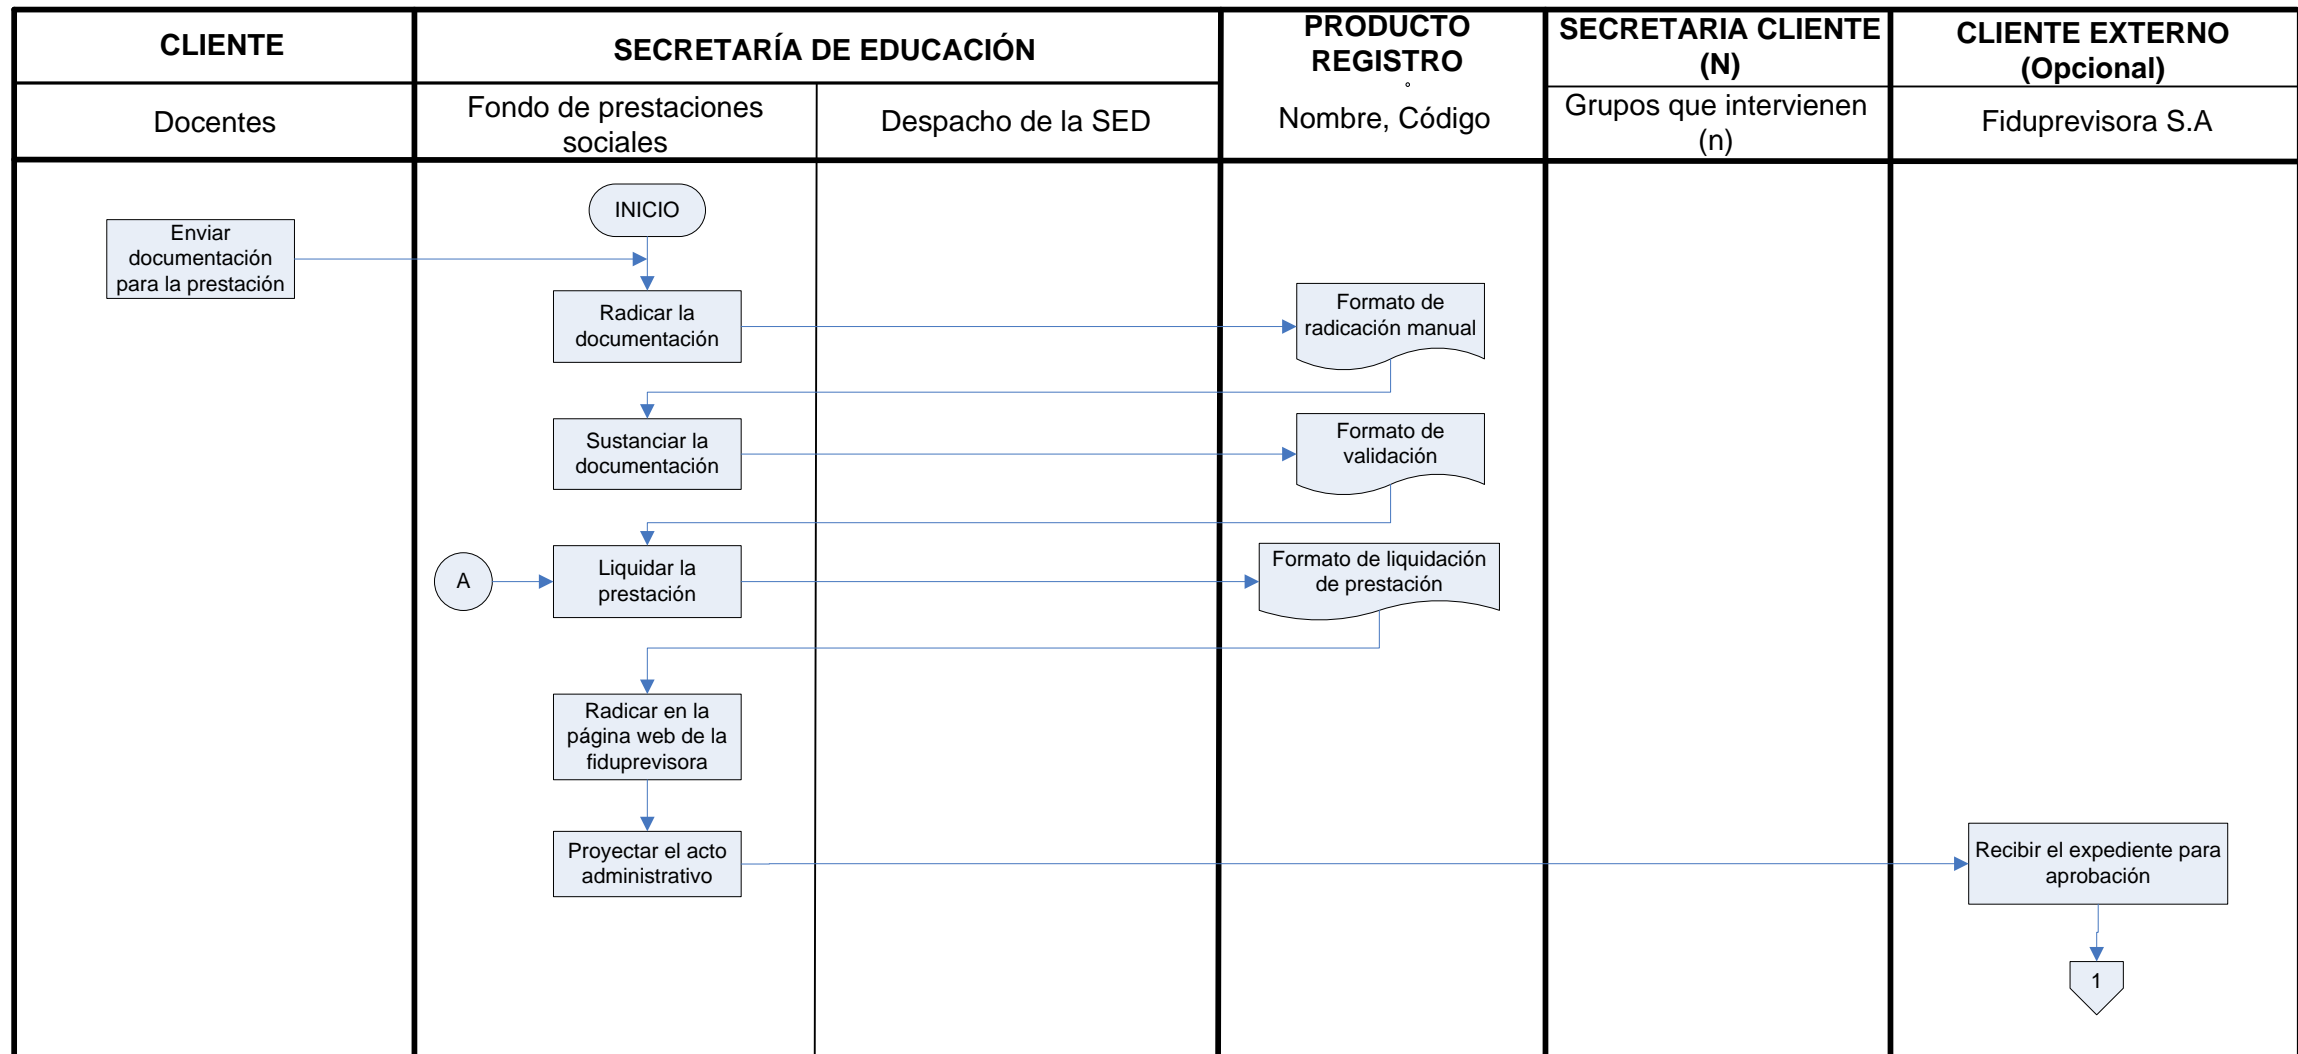 CLIENTE
SECRETARÍA DE EDUCACIÓN
PRODUCTO
REGISTRO
SECRETARIA CLIENTE
(N)
CLIENTE EXTERNO
(Opcional)
Docentes
Fondo de prestaciones
sociales
Despacho de la SED
Nombre, Código
Grupos que intervienen
(n)
Fiduprevisora S.A
INICIO
Enviar
documentación
para la prestación
Radicar la
documentación
Formato de
radicación manual
Sustanciar la
documentación
Formato de
validación
A
Liquidar la
prestación
Formato de liquidación
de prestación
Radicar en la
página web de la
fiduprevisora
Proyectar el acto
administrativo
Recibir el expediente para
aprobación
1